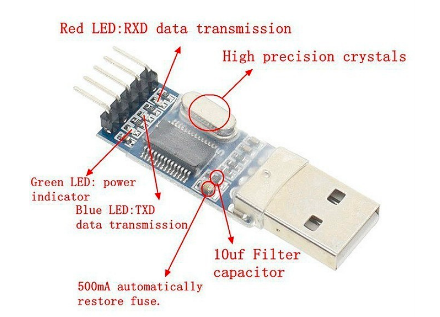 Red LED:RXD data transmission
High precision crystals
Green LED: power
indicator
Blue LED:TXD
data transmission
10uf Filter
capacitor
500mA automatically
restore fuse.